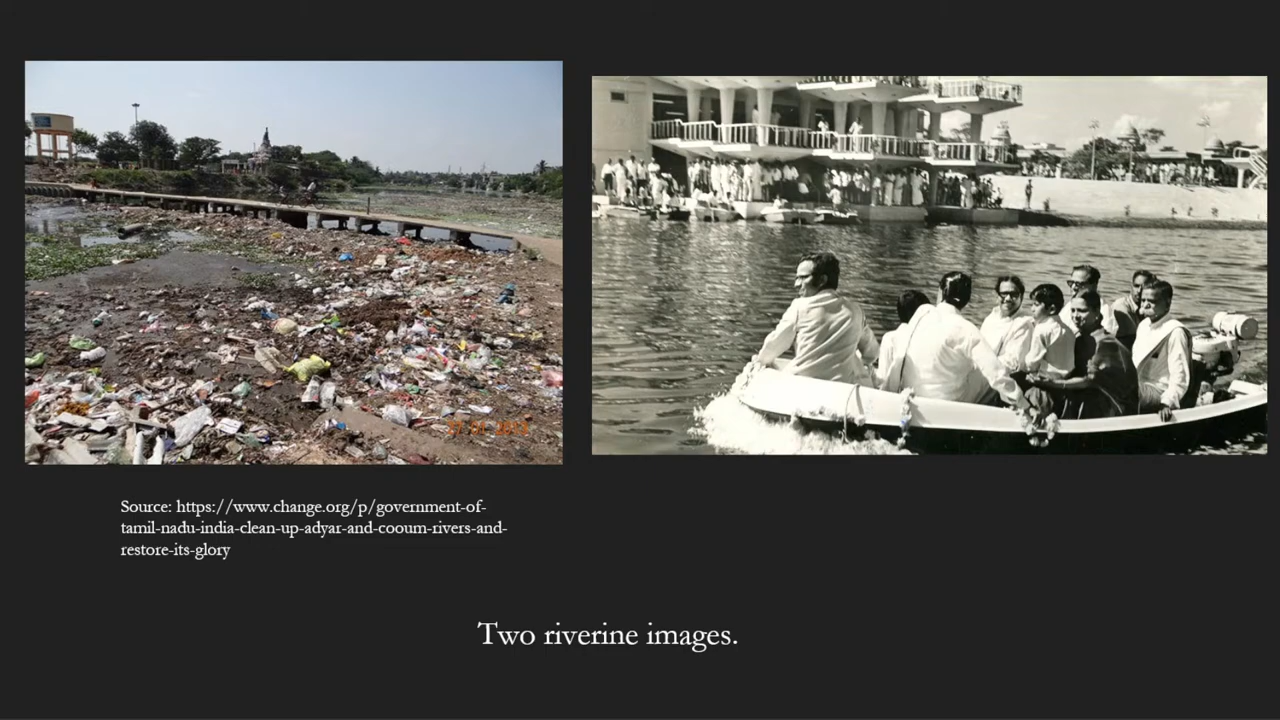 Source: https://www.change.org/p/government-of-
tamil-nadu-india-clean-up-adyar-and-cooum-rivers-and-
restore-its-glory
Two riverine images.